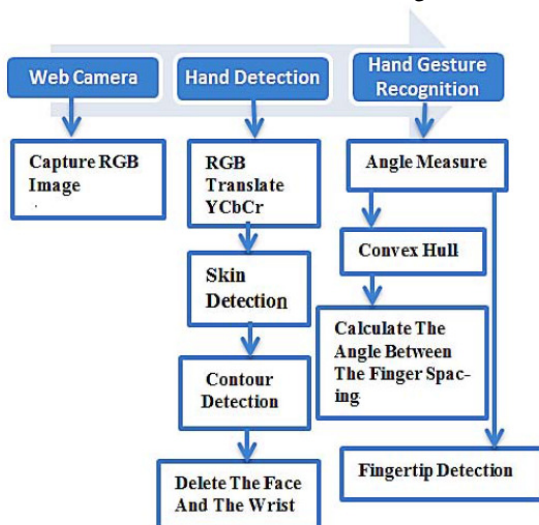 Web Camera
Hand Detection
Hand Gesture
Recognition
Capture RGB
Image
.
RGB
Translate
YCbCr
Skin
Detection
Contour
Detection
Delete The Face
And The Wrist
Angle Measure
Convex Hull
Calculate The
Angle Between
The Finger Spac-
ing
Fingertip Detection